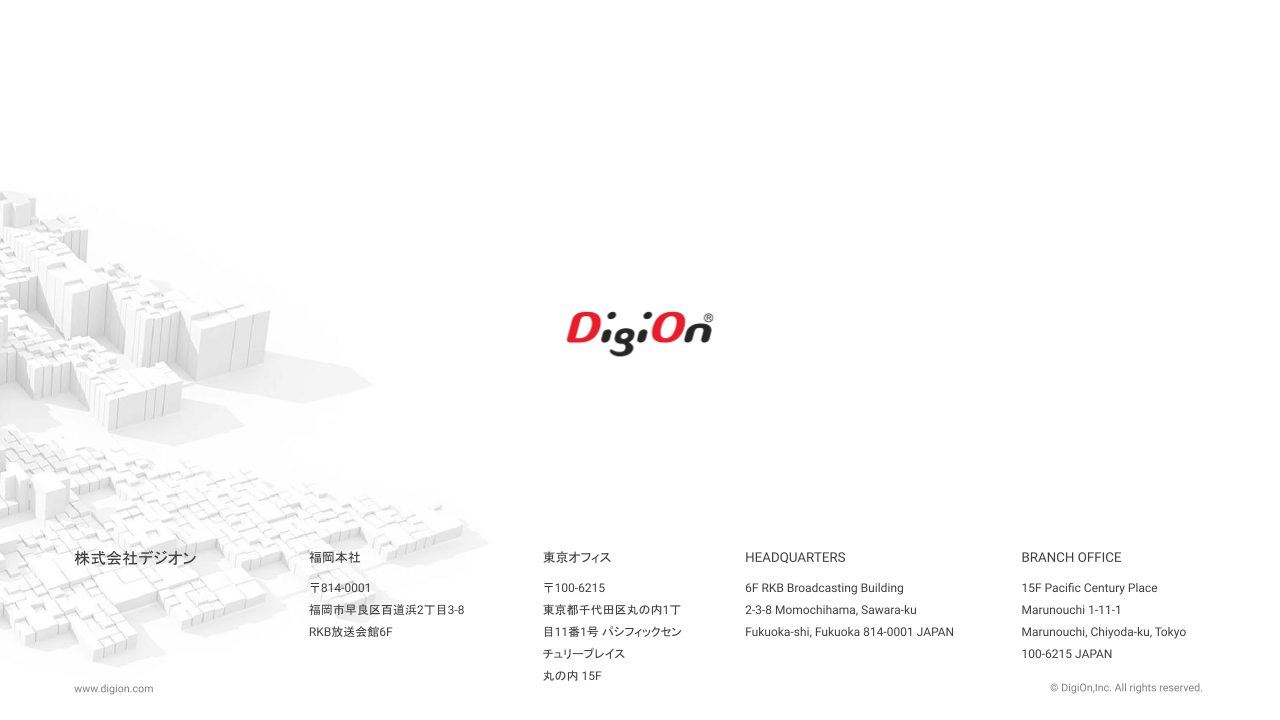 DigiOn®
株式会社デジオン
福岡本社
〒814-0001
福岡市早良区百道浜2丁目3-8
RKB放送会館6F
東京オフィス
〒100-6215
東京都千代田区丸の内1丁
目11番1号 パシフィックセン
チュリープレイス
丸の内 15F
HEADQUARTERS
6F RKB Broadcasting Building
2-3-8 Momochihama, Sawara-ku
Fukuoka-shi, Fukuoka 814-0001 JAPAN
BRANCH OFFICE
15F Pacific Century Place
Marunouchi 1-11-1
Marunouchi, Chiyoda-ku, Tokyo
100-6215 JAPAN
www.digion.com
© DigiOn,Inc. All rights reserved.